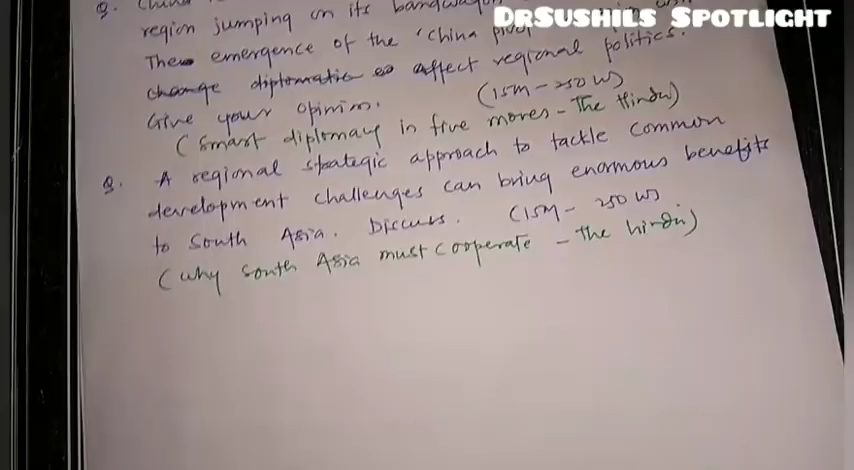 DrSushils Spotlight
Q. China
region jumping on its bandwagon
The emergence of the 'China
change diplomatic affect regional politics.
Give your opinion. (15M - 250 W)
(Smart diplomacy in five moves - The Hindu)
Q. A regional strategic approach to tackle common
development challenges can bring enormous benefits
to South Asia. Discuss. (15M - 250 W)
(Why South Asia must cooperate - The hindu)